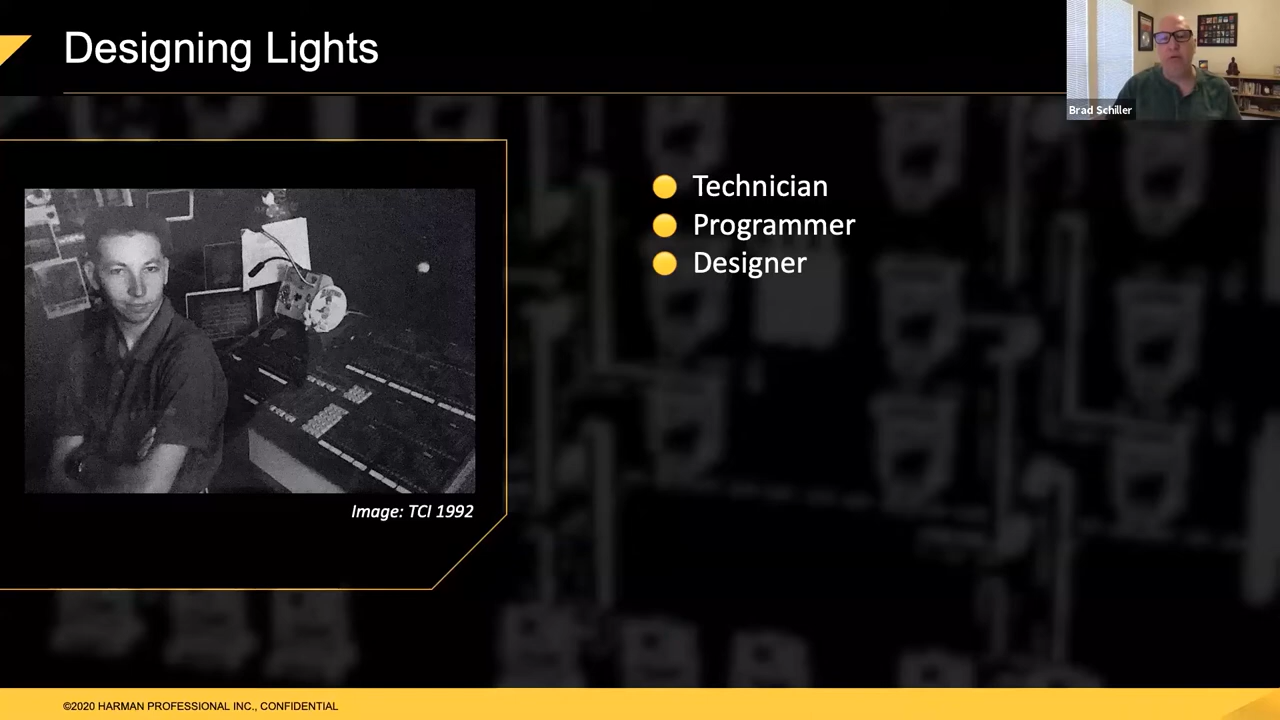 Designing Lights
Brad Schiller
Technician
Programmer
Designer
Image: TCI 1992
©2020 HARMAN PROFESSIONAL INC., CONFIDENTIAL